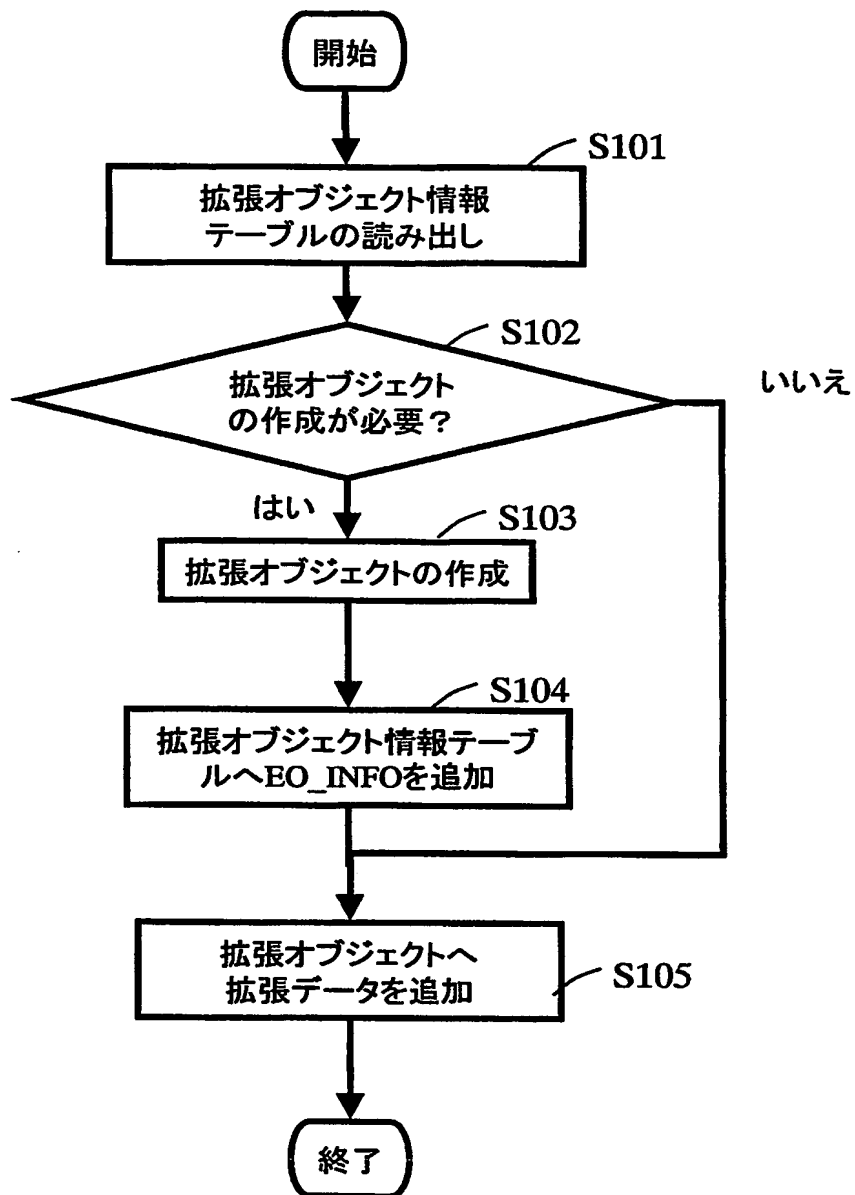 開始
S101
拡張オブジェクト情報
テーブルの読み出し
S102
拡張オブジェクト
の作成が必要?
いいえ
はい
S103
拡張オブジェクトの作成
S104
拡張オブジェクト情報テーブ
ルへEO_INFOを追加
拡張オブジェクトへ
拡張データを追加
S105
終了